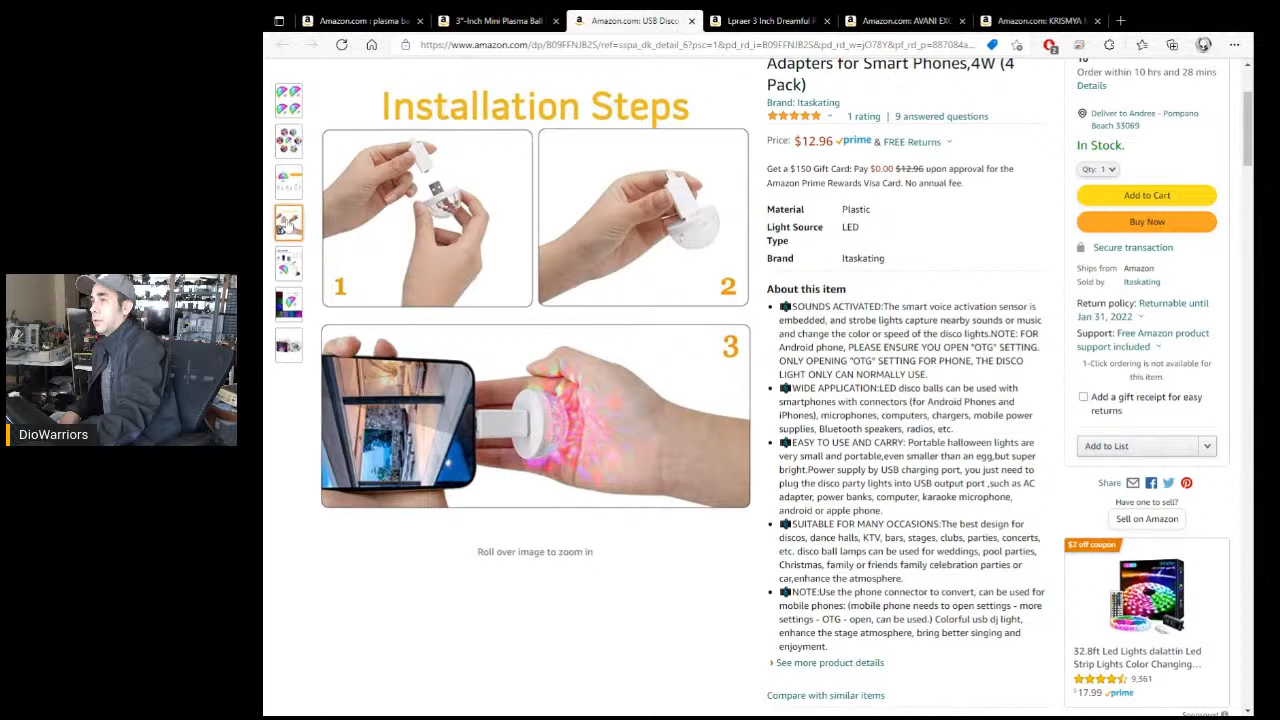 Amazon.com : plasma ba
3"-Inch Mini Plasma Ball
Amazon.com: USB Disco
Lpraer 3 Inch Dreamful P
Amazon.com: AVANI EXC
Amazon.com: KRISMYA
https://www.amazon.com/dp/B09FFNJB2S/ref=sspa_dk_detail_6?psc=1&pd_rd_i=B09FFNJB2S&pd_rd_w=jO78Y&pf_rd_p=887084a...
Installation Steps
1
2
3
Roll over image to zoom in
DioWarriors
Adapters for Smart Phones,4W (4
Pack)
Brand: Itaskating
1 rating | 9 answered questions
Price: $12.96 prime & FREE Returns
Get a $150 Gift Card: Pay $0.00 $12.96 upon approval for the
Amazon Prime Rewards Visa Card. No annual fee.
Material Plastic
Light Source LED
Type
Brand Itaskating
About this item
SOUNDS ACTIVATED:The smart voice activation sensor is
embedded, and strobe lights capture nearby sounds or music
and change the color or speed of the disco lights.NOTE: FOR
Android phone, PLEASE ENSURE YOU OPEN "OTG" SETTING.
ONLY OPENING "OTG" SETTING FOR PHONE, THE DISCO
LIGHT ONLY CAN NORMALLY USE.
WIDE APPLICATION:LED disco balls can be used with
smartphones with connectors (for Android Phones and
iPhones), microphones, computers, chargers, mobile power
supplies, Bluetooth speakers, radios, etc.
EASY TO USE AND CARRY: Portable halloween lights are
very small and portable,even smaller than an egg,but super
bright.Power supply by USB charging port, you just need to
plug the disco party lights into USB output port ,such as AC
adapter, power banks, computer, karaoke microphone,
android or apple phone.
SUITABLE FOR MANY OCCASIONS:The best design for
discos, dance halls, KTV, bars, stages, clubs, parties, concerts,
etc. disco ball lamps can be used for weddings, pool parties,
Christmas, family or friends family celebration parties or
car,enhance the atmosphere.
NOTE:Use the phone connector to convert, can be used for
mobile phones: (mobile phone needs to open settings - more
settings - OTG - open, can be used.) Colorful usb dj light,
enhance the stage atmosphere, bring better singing and
enjoyment.
› See more product details
Compare with similar items
Order within 10 hrs and 28 mins
Details
Deliver to Andree - Pompano
Beach 33069
In Stock.
Qty: 1
Add to Cart
Buy Now
Secure transaction
Ships from Amazon
Sold by Itaskating
Return policy: Returnable until
Jan 31, 2022
Support: Free Amazon product
support included
1-Click ordering is not available for
this item.
Add a gift receipt for easy
returns
Add to List
Share
Have one to sell?
Sell on Amazon
$2 off coupon
32.8ft Led Lights dalattin Led
Strip Lights Color Changing...
9,361
$17.99 prime
Sponsored